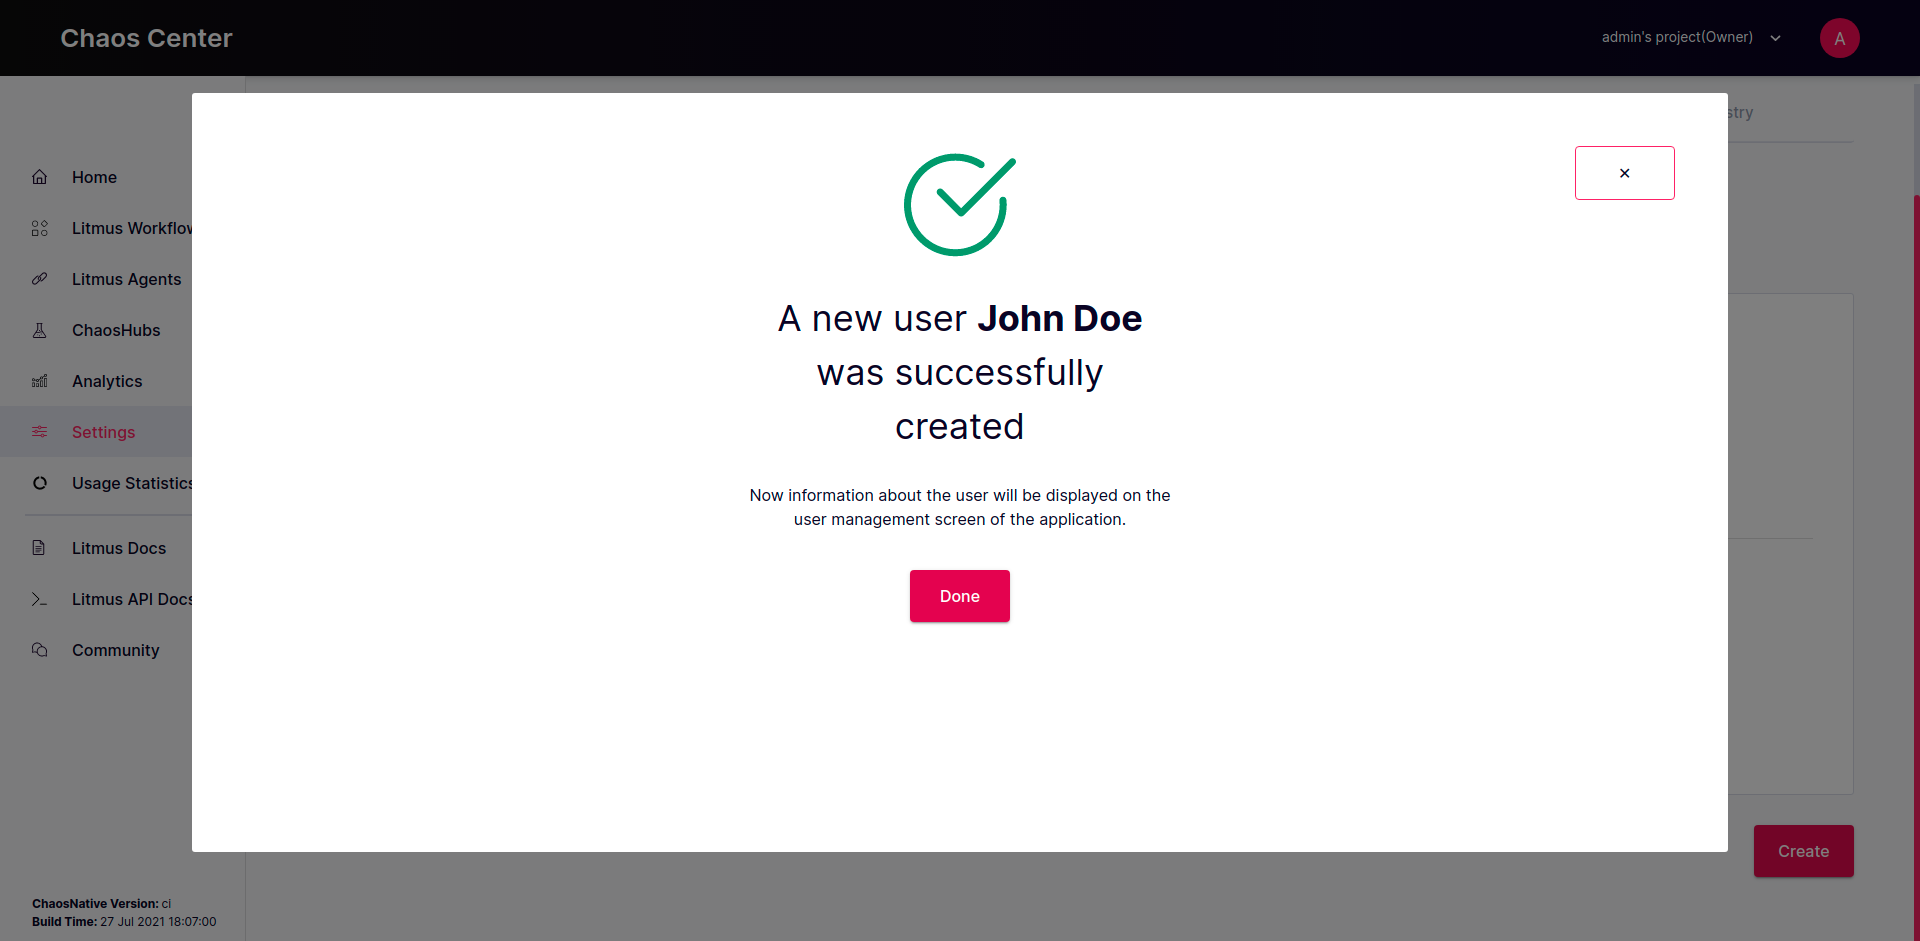 Chaos Center
admin's project(Owner)
A
stry
Home
Litmus Workflow
Litmus Agents
ChaosHubs
Analytics
Settings
Usage Statistics
Litmus Docs
Litmus API Docs
Community
ChaosNative Version: ci
Build Time: 27 Jul 2021 18:07:00
✕
A new user John Doe
was successfully
created
Now information about the user will be displayed on the
user management screen of the application.
Done
Create